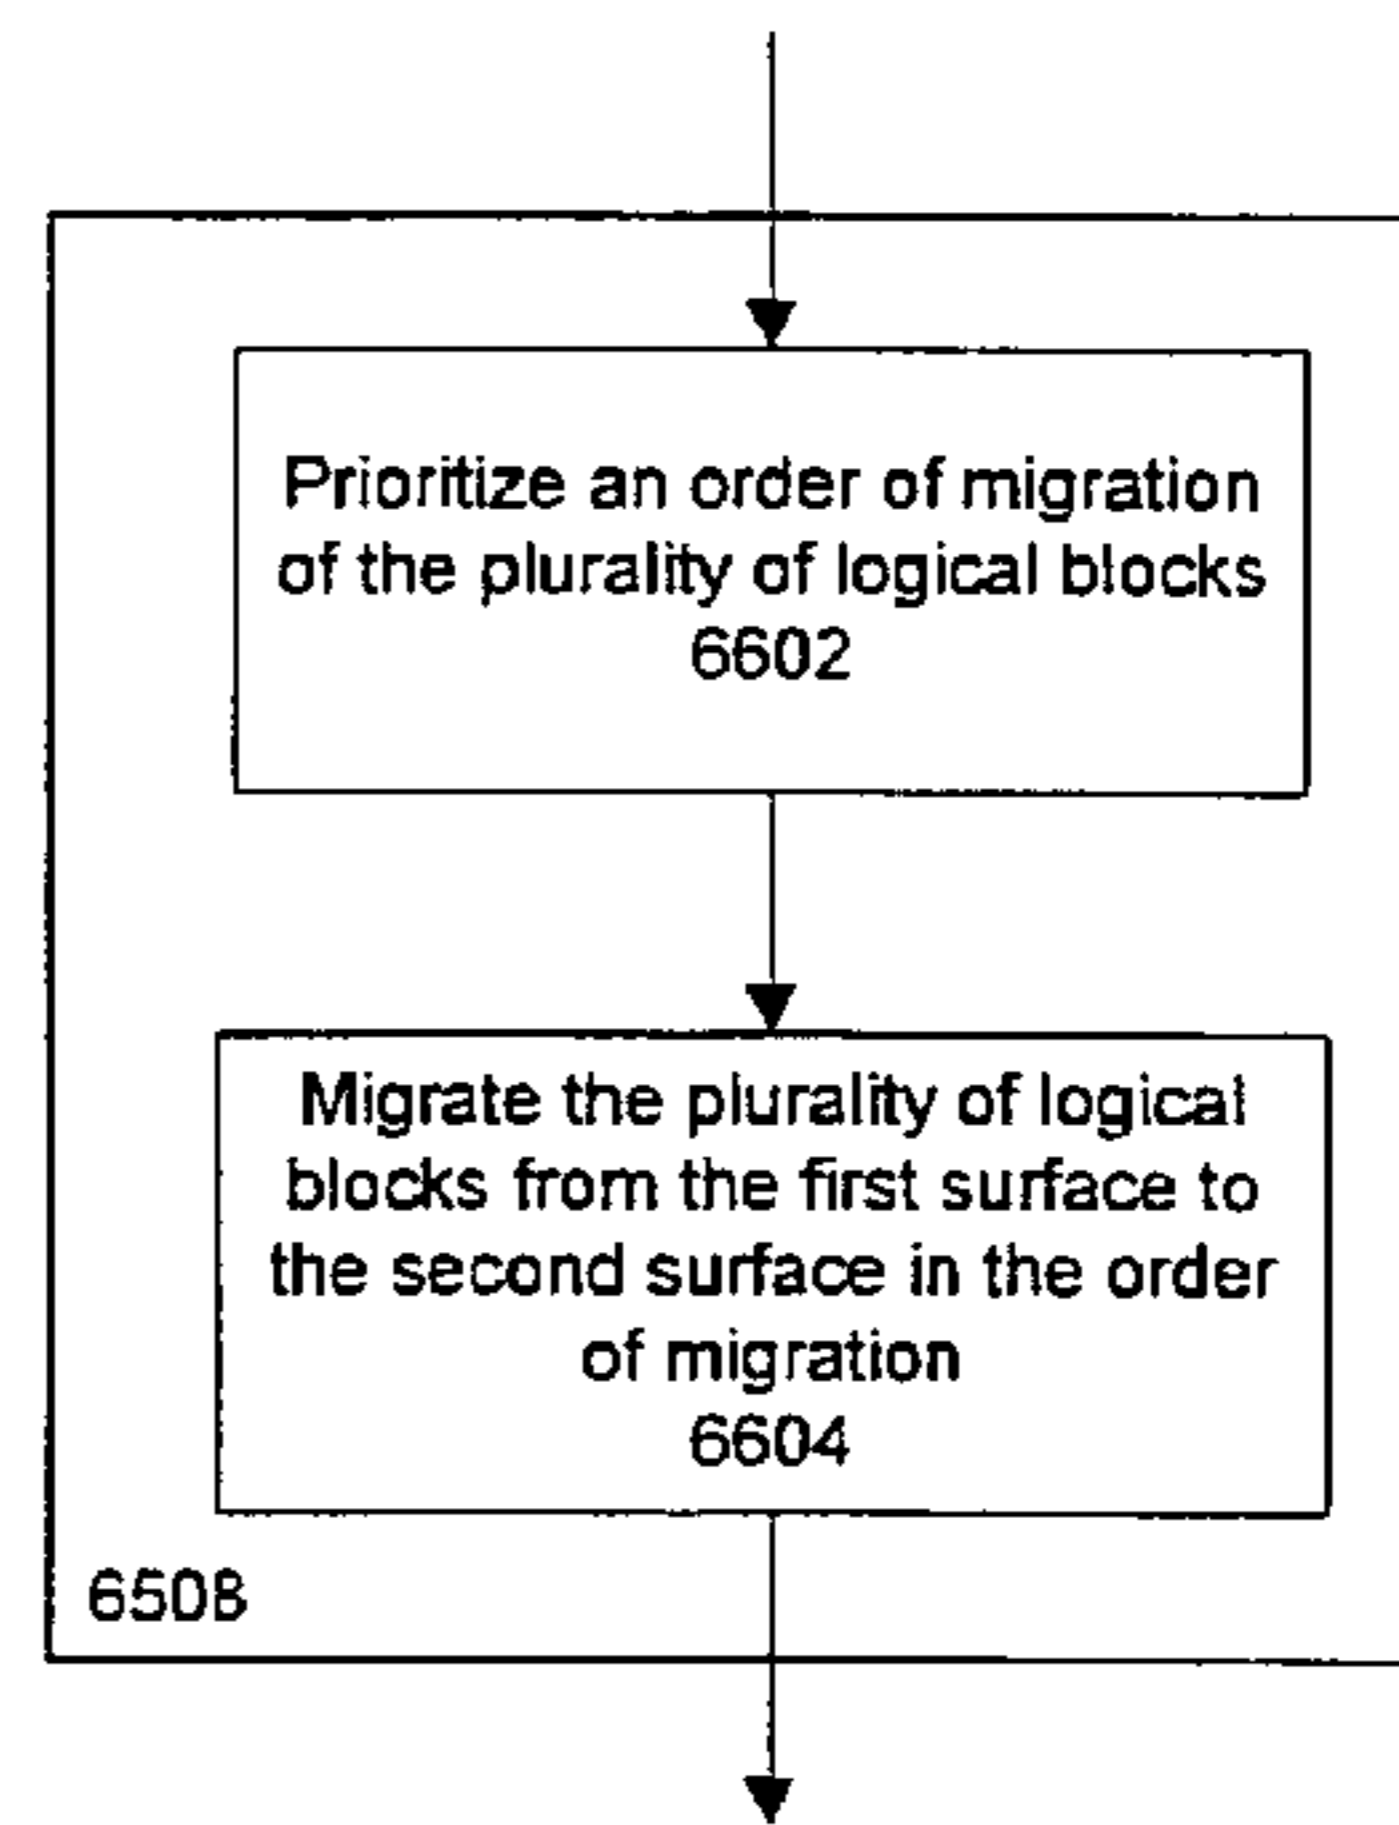 Prioritize an order of migration
of the plurality of logical blocks
6602
Migrate the plurality of logical
blocks from the first surface to
the second surface in the order
of migration
6604
6508